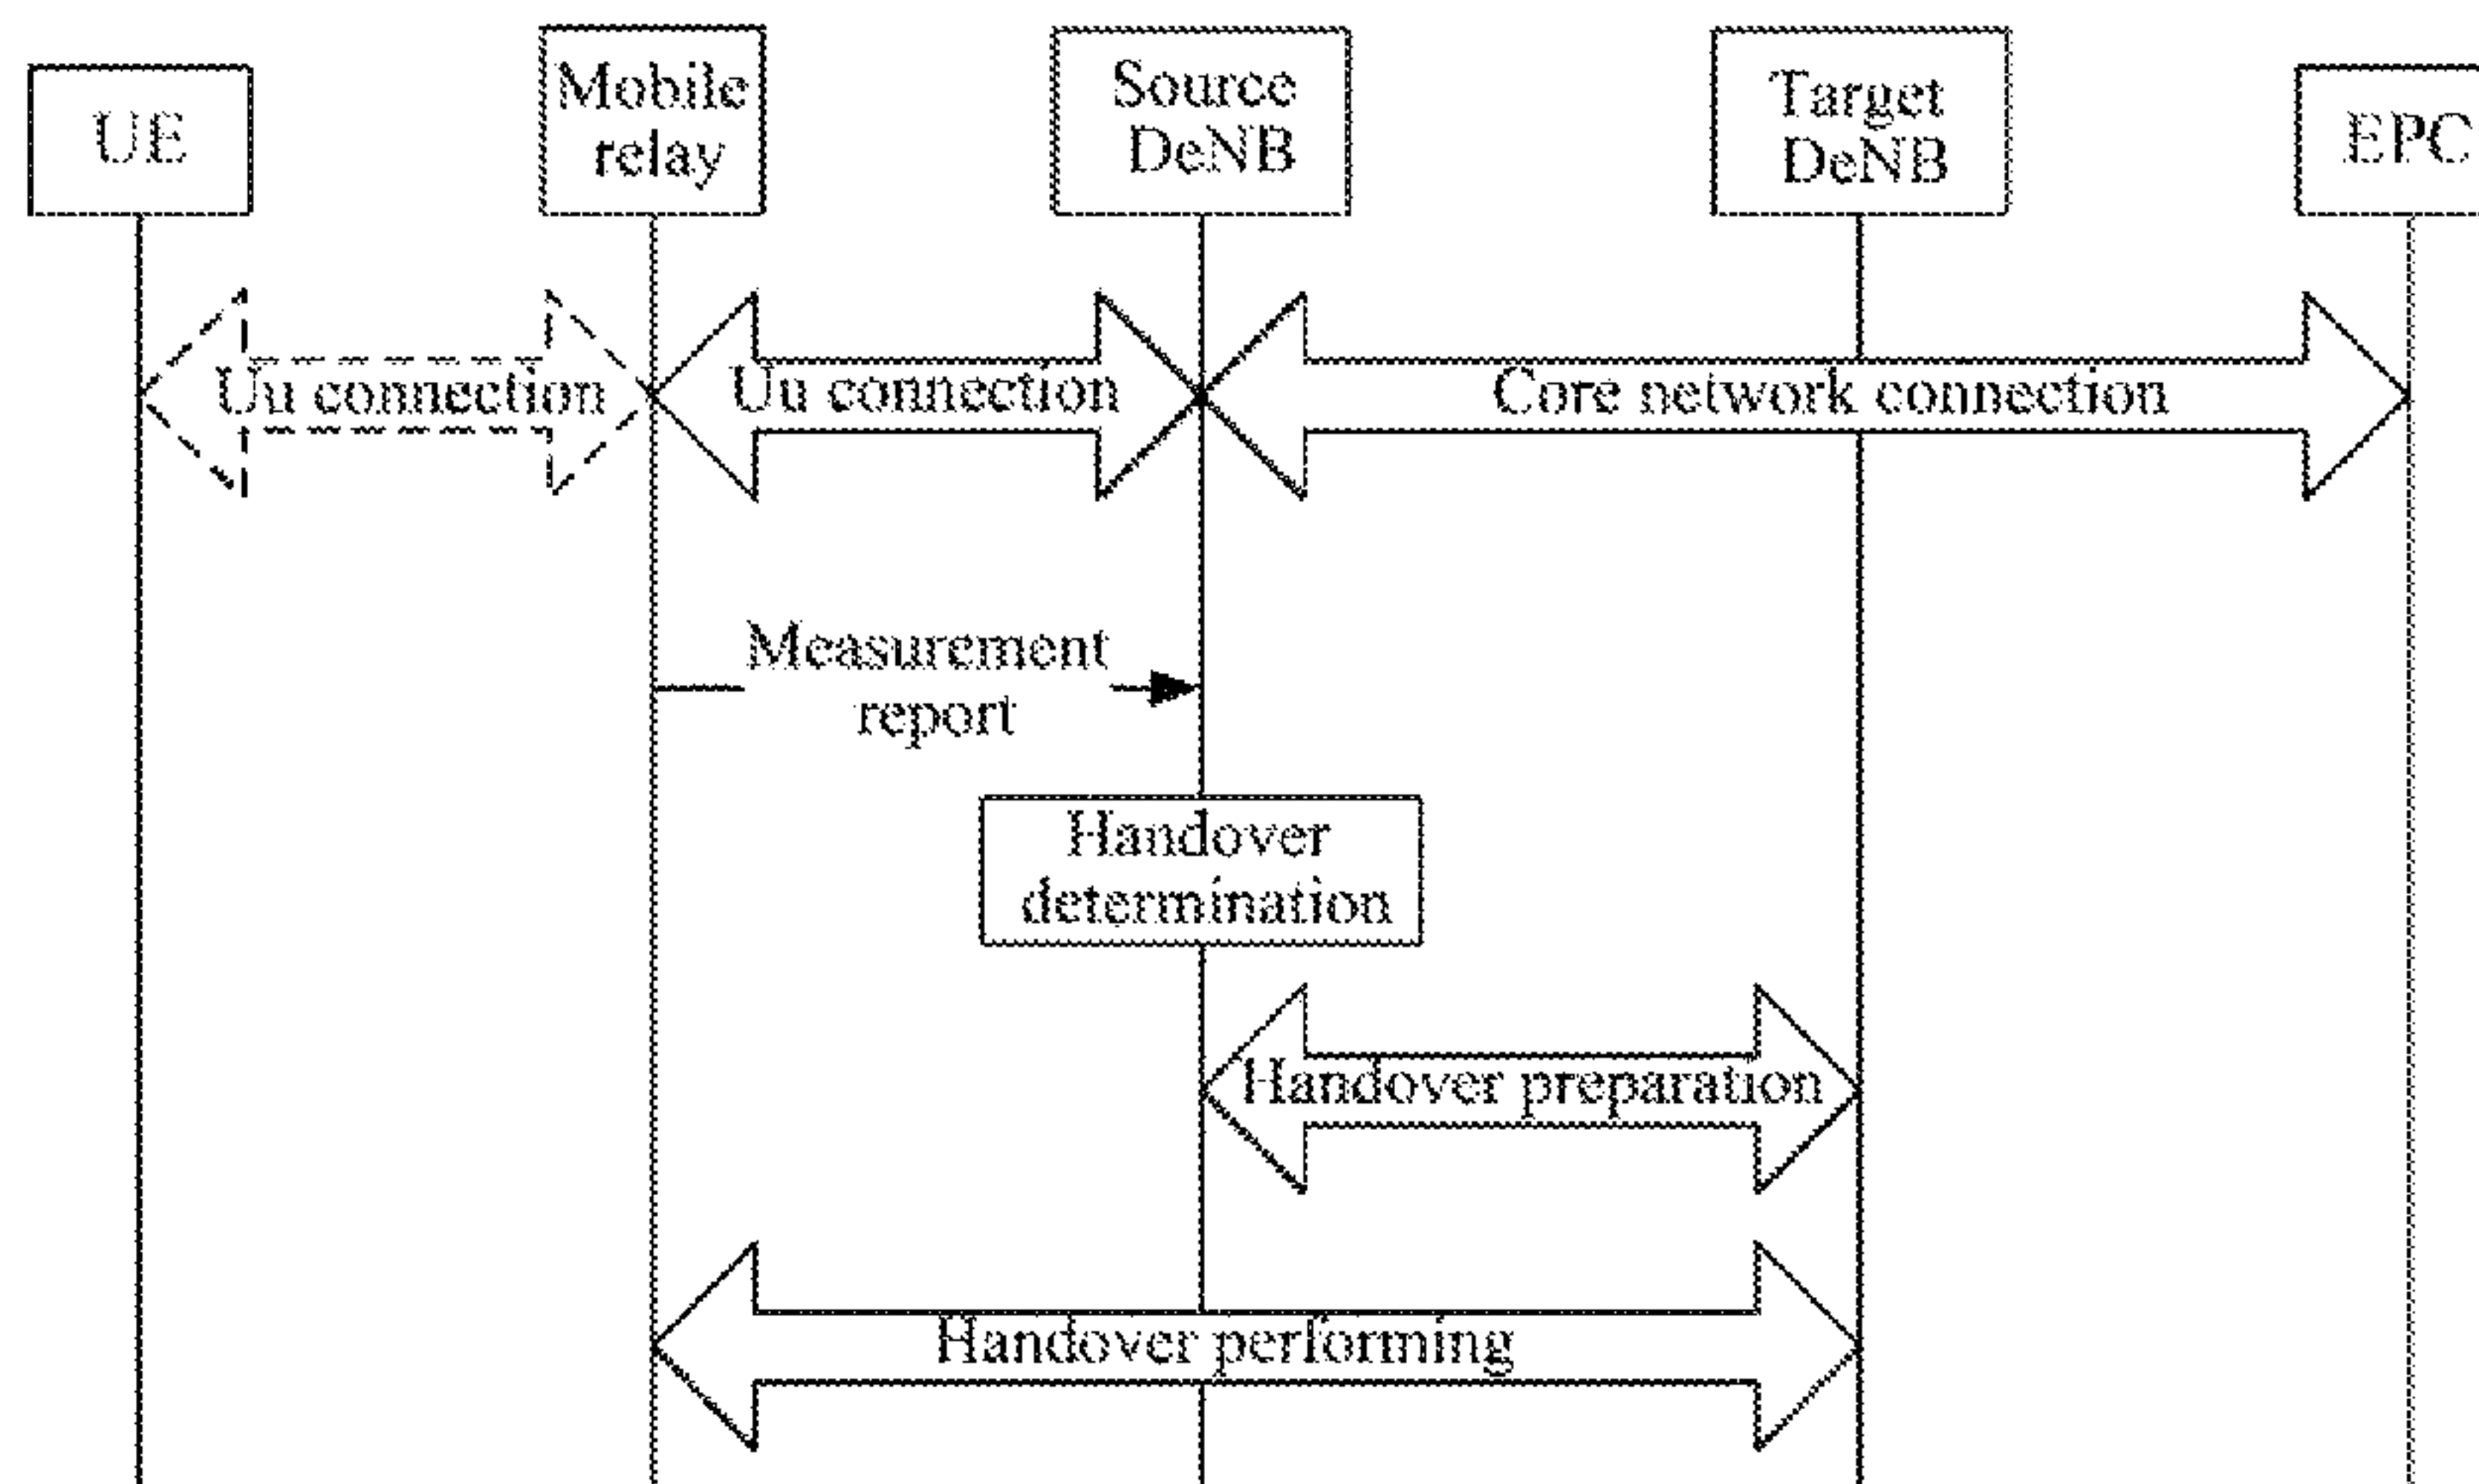 UE
Mobile
relay
Source
DeNB
Target
DeNB
EPC
Uu connection
Uu connection
Core network connection
Measurement
report
Handover
determination
Handover preparation
Handover performing